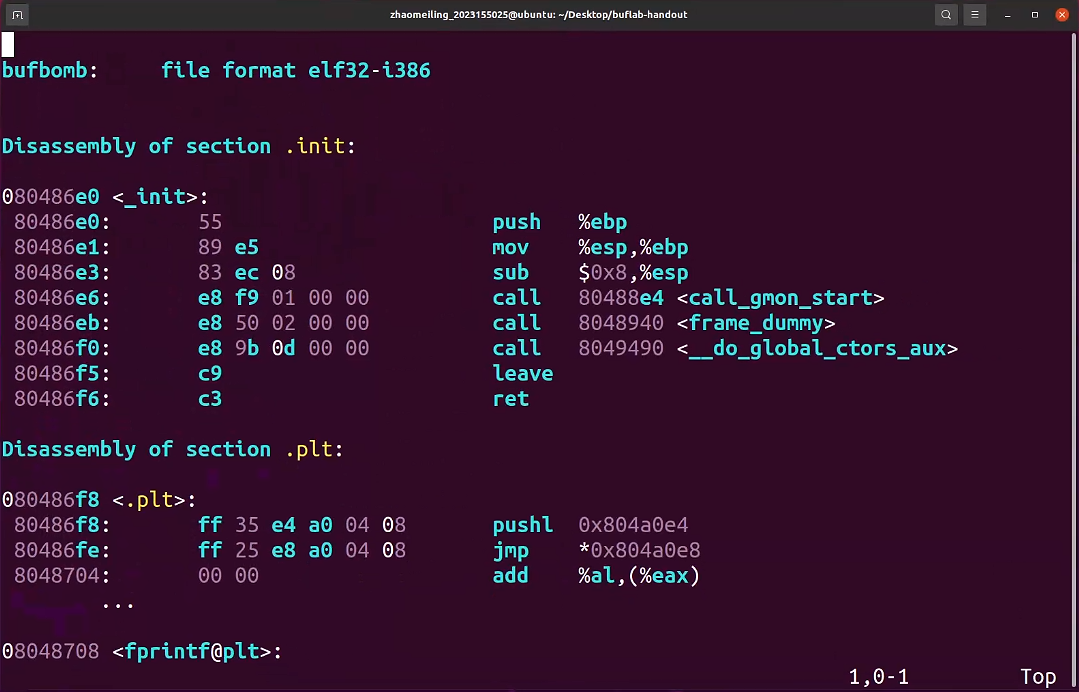 zhaomeiling_2023155025@ubuntu: ~/Desktop/buflab-handout
bufbomb:     file format elf32-i386
Disassembly of section .init:
080486e0 <_init>:
 80486e0:	55	push   %ebp
 80486e1:	89 e5	mov    %esp,%ebp
 80486e3:	83 ec 08	sub    $0x8,%esp
 80486e6:	e8 f9 01 00 00	call   80488e4 <call_gmon_start>
 80486eb:	e8 50 02 00 00	call   8048940 <frame_dummy>
 80486f0:	e8 9b 0d 00 00	call   8049490 <__do_global_ctors_aux>
 80486f5:	c9	leave
 80486f6:	c3	ret
Disassembly of section .plt:
080486f8 <.plt>:
 80486f8:	ff 35 e4 a0 04 08	pushl  0x804a0e4
 80486fe:	ff 25 e8 a0 04 08	jmp    *0x804a0e8
 8048704:	00 00	add    %al,(%eax)
	...
08048708 <fprintf@plt>:
1,0-1	Top